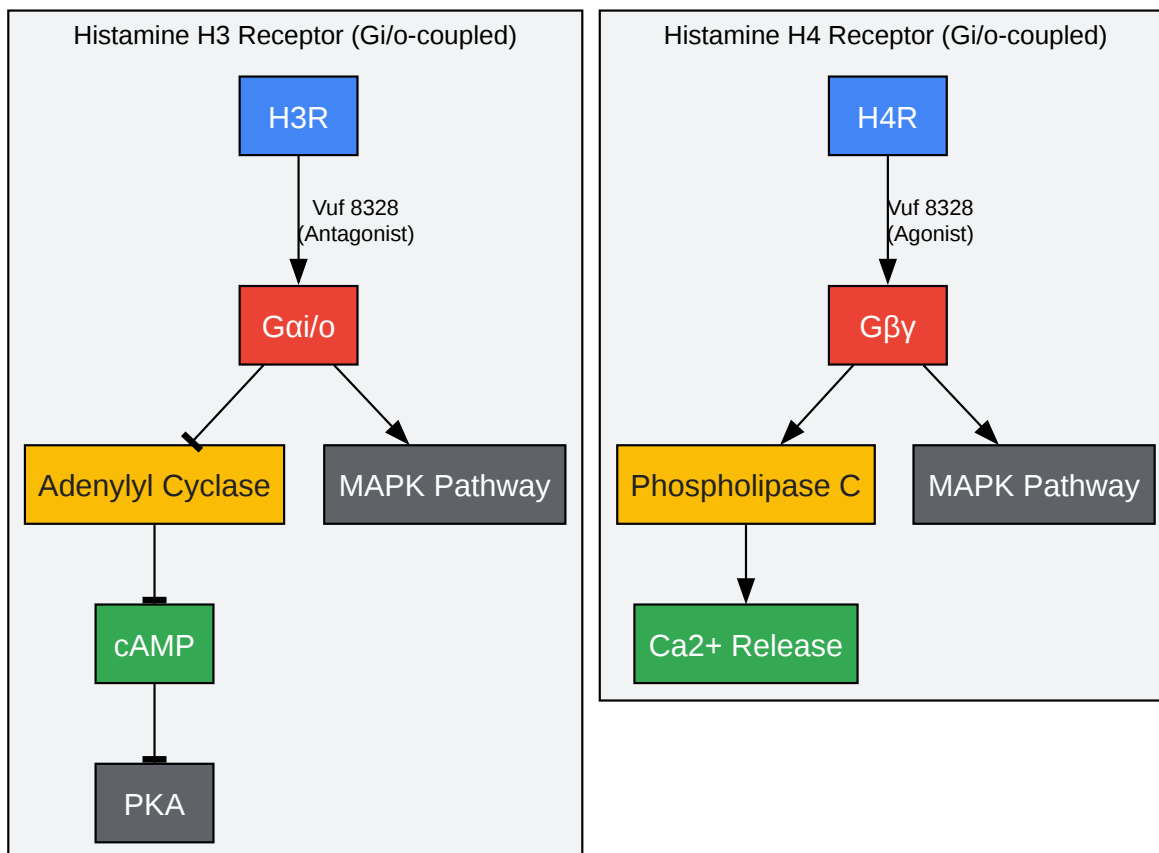 Histamine H3 Receptor (Gi/o-coupled)
H3R
Vuf 8328
(Antagonist)
Gαi/o
Adenylyl Cyclase
MAPK Pathway
cAMP
PKA
Histamine H4 Receptor (Gi/o-coupled)
H4R
Vuf 8328
(Agonist)
Gβγ
Phospholipase C
MAPK Pathway
Ca2+ Release